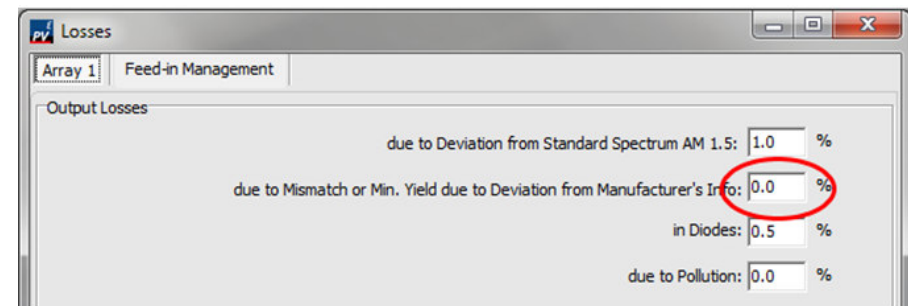 PV Losses
Array 1 Feed-in Management
Output Losses
due to Deviation from Standard Spectrum AM 1.5: 1.0 %
due to Mismatch or Min. Yield due to Deviation from Manufacturer's Info: 0.0 %
in Diodes: 0.5 %
due to Pollution: 0.0 %